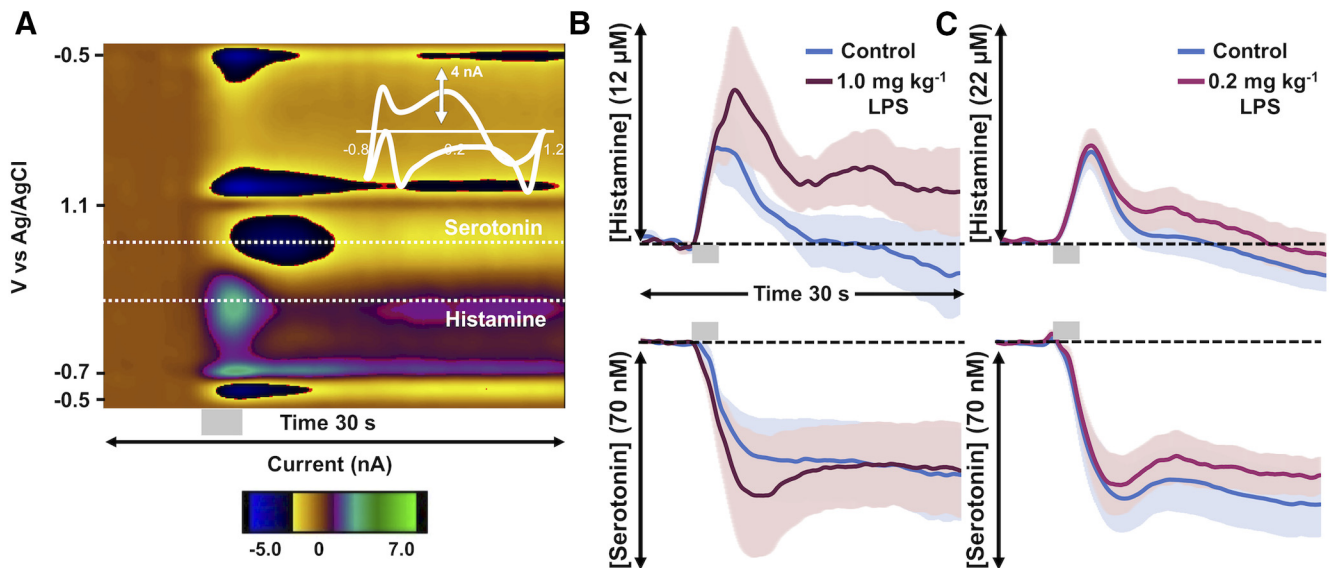 A
-0.5
1.1
-0.7
-0.5
V vs Ag/AgCl
4 nA
-0.8
0.2
1.2
Serotonin
Histamine
Time 30 s
Current (nA)
-5.0
0
7.0
B
[Histamine] (12 µM)
Control
1.0 mg kg-1
LPS
Time 30 s
[Serotonin] (70 nM)
C
[Histamine] (22 µM)
Control
0.2 mg kg-1
LPS
[Serotonin] (70 nM)